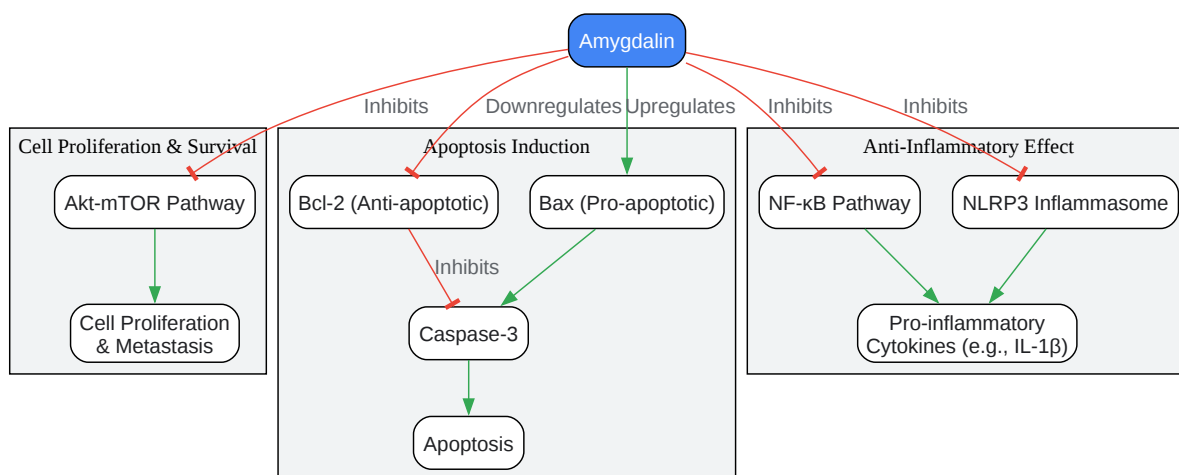 Amygdalin
Inhibits
Downregulates
Upregulates
Inhibits
Inhibits
Cell Proliferation & Survival
Apoptosis Induction
Anti-Inflammatory Effect
Akt-mTOR Pathway
Bcl-2 (Anti-apoptotic)
Bax (Pro-apoptotic)
NF-κB Pathway
NLRP3 Inflammasome
Inhibits
Cell Proliferation
& Metastasis
Caspase-3
Pro-inflammatory
Cytokines (e.g., IL-1β)
Apoptosis